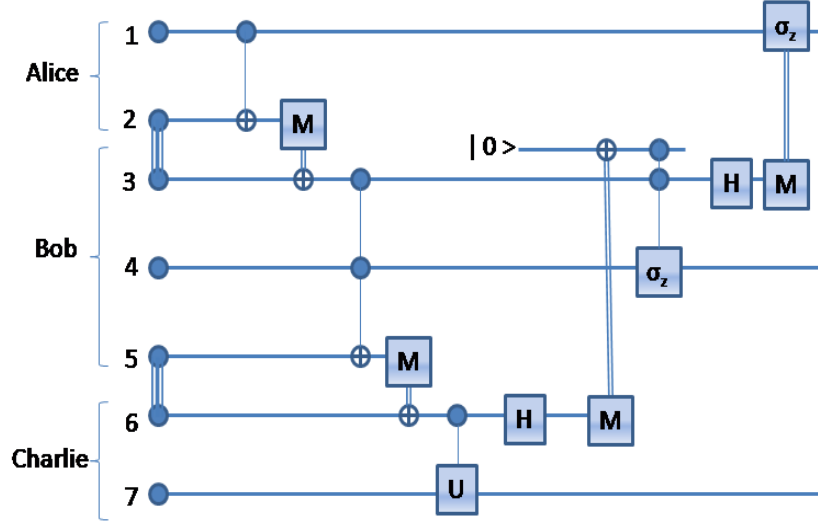 1 σz
Alice
2 M
| 0 >
3 H M
Bob
4 σz
5 M
6 H M
Charlie
7 U